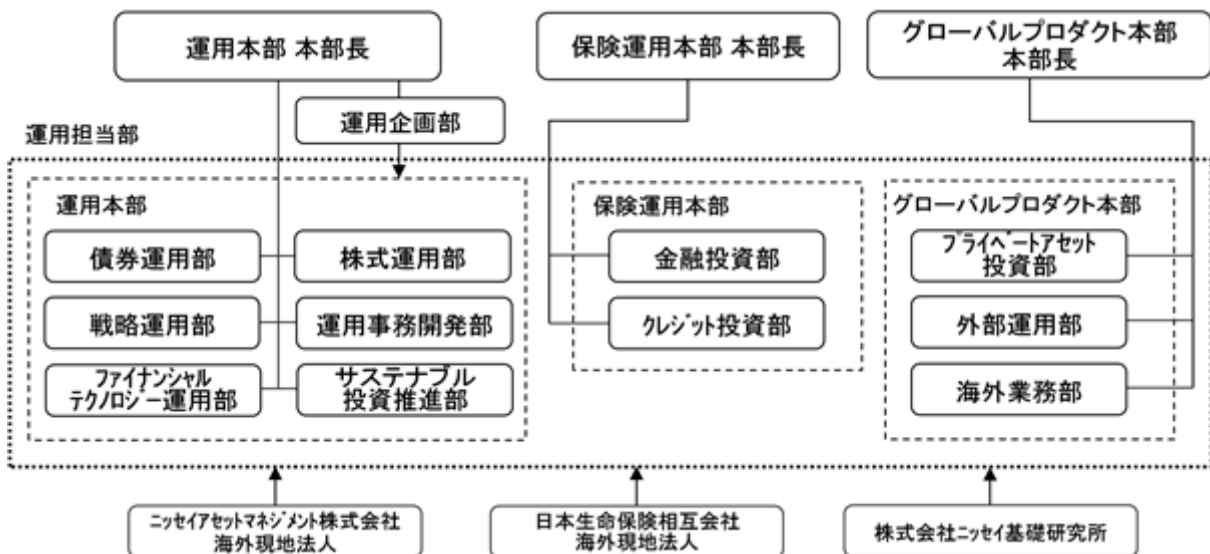 運用本部 本部長
保険運用本部 本部長
グローバルプロダクト本部
本部長
運用企画部
運用担当部
運用本部
債券運用部
株式運用部
戦略運用部
運用事務開発部
ファイナンシャル
テクノロジー運用部
サステナブル
投資推進部
保険運用本部
金融投資部
クレジット投資部
グローバルプロダクト本部
プライベートアセット
投資部
外部運用部
海外業務部
ニッセイアセットマネジメント株式会社
海外現地法人
日本生命保険相互会社
海外現地法人
株式会社ニッセイ基礎研究所